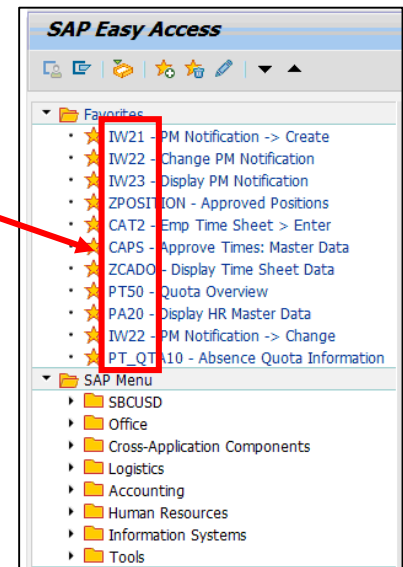 SAP Easy Access
Favorites
IW21 - PM Notification -> Create
IW22 - Change PM Notification
IW23 - Display PM Notification
ZPOSITION - Approved Positions
CAT2 - Emp Time Sheet > Enter
CAPS - Approve Times: Master Data
ZCADO - Display Time Sheet Data
PT50 - Quota Overview
PA20 - Display HR Master Data
IW22 - PM Notification -> Change
PT_QTA10 - Absence Quota Information
SAP Menu
SBCUSD
Office
Cross-Application Components
Logistics
Accounting
Human Resources
Information Systems
Tools